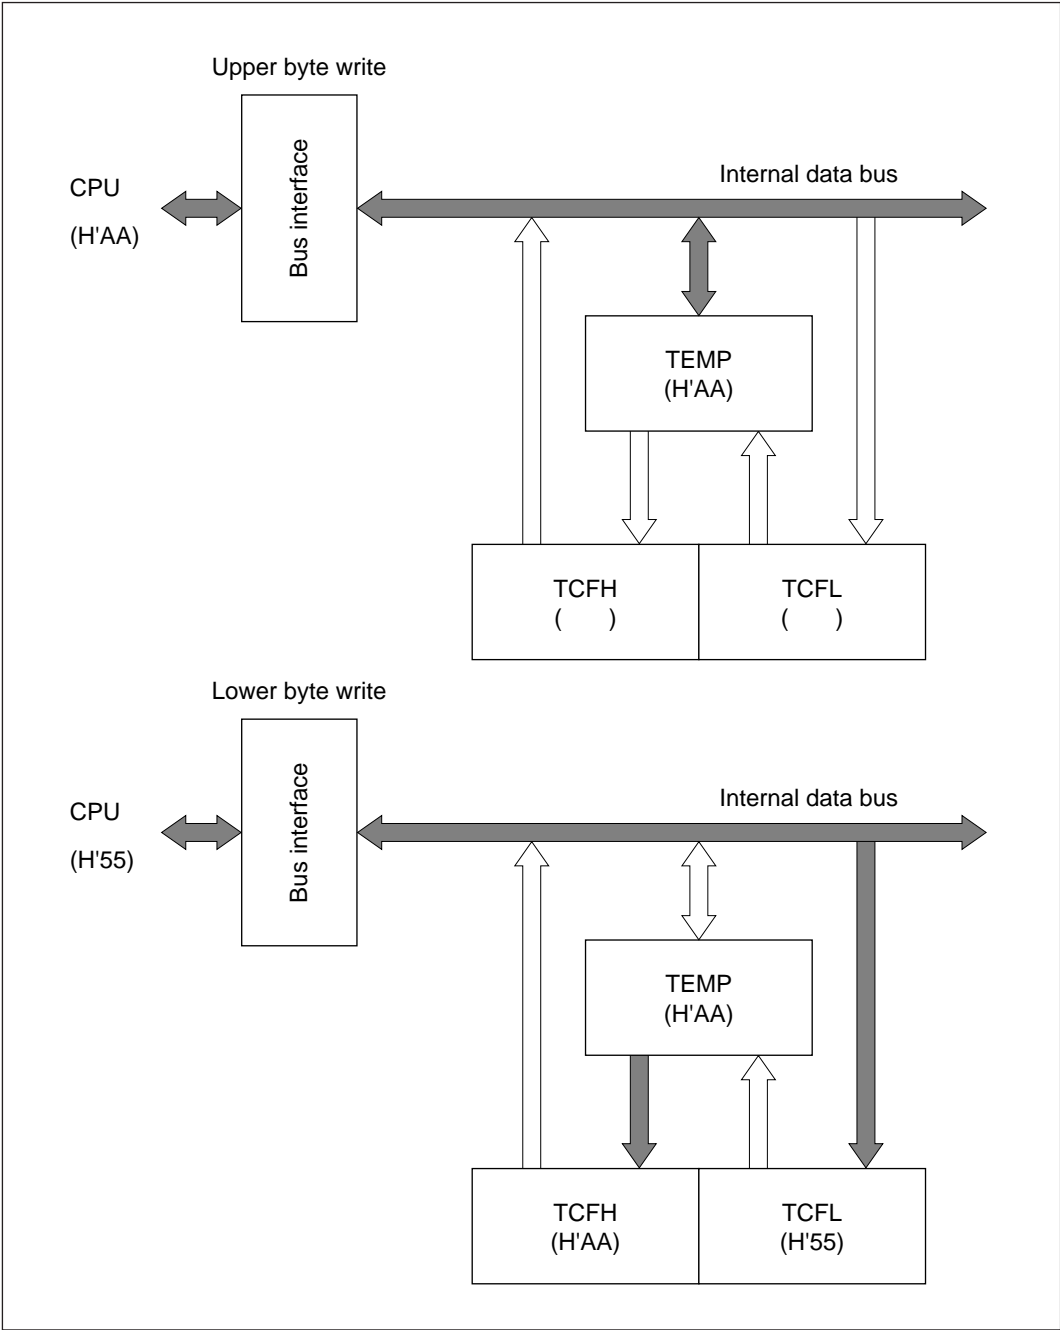 Upper byte write
Bus interface
CPU
(H'AA)
Internal data bus
TEMP
(H'AA)
TCFH
(      )
TCFL
(      )
Lower byte write
Bus interface
CPU
(H'55)
Internal data bus
TEMP
(H'AA)
TCFH
(H'AA)
TCFL
(H'55)